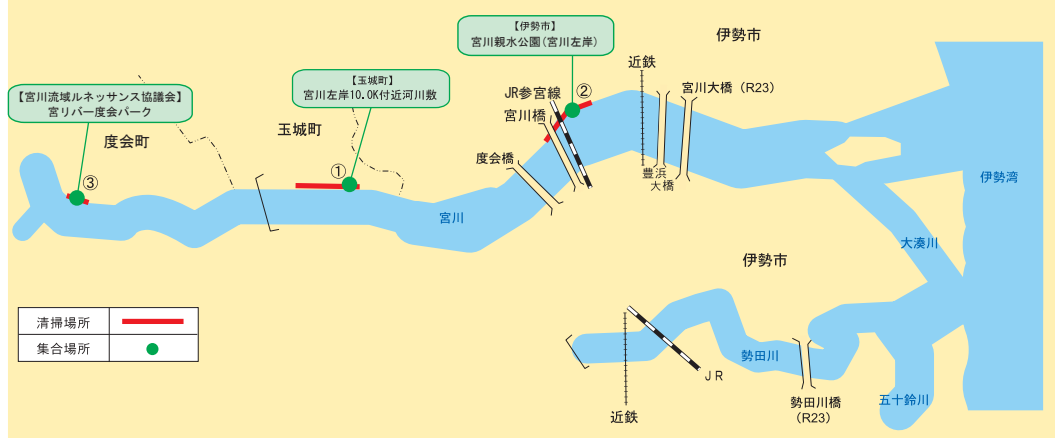 【伊勢市】
宮川親水公園(宮川左岸)
伊勢市
【玉城町】
宮川左岸10.0K付近河川敷
【宮川流域ルネッサンス協議会】
宮リバー度会パーク
近鉄
宮川大橋(R23)
JR参宮線
②
宮川橋
度会町
玉城町
度会橋
①
③
豊浜
大橋
伊勢湾
宮川
大湊川
伊勢市
清掃場所
集合場所
勢田川
JR
近鉄
勢田川橋
(R23)
五十鈴川